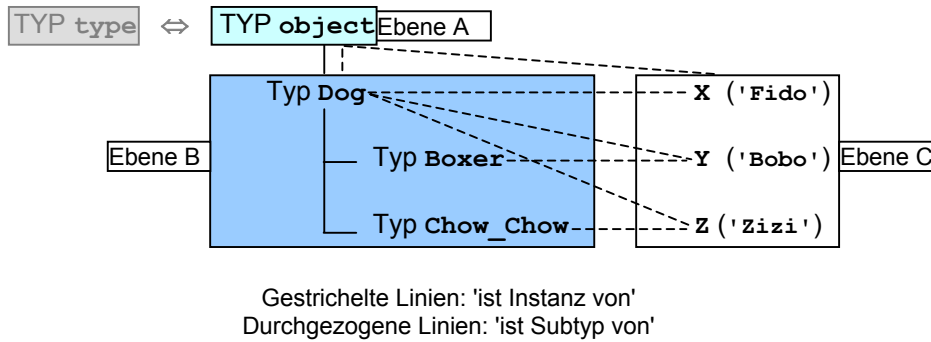 TYP type ⇔ TYP object Ebene A
Typ Dog X ('Fido')
Ebene B Typ Boxer Y ('Bobo') Ebene C
Typ Chow_Chow Z ('Zizi')
Gestrichelte Linien: 'ist Instanz von'
Durchgezogene Linien: 'ist Subtyp von'